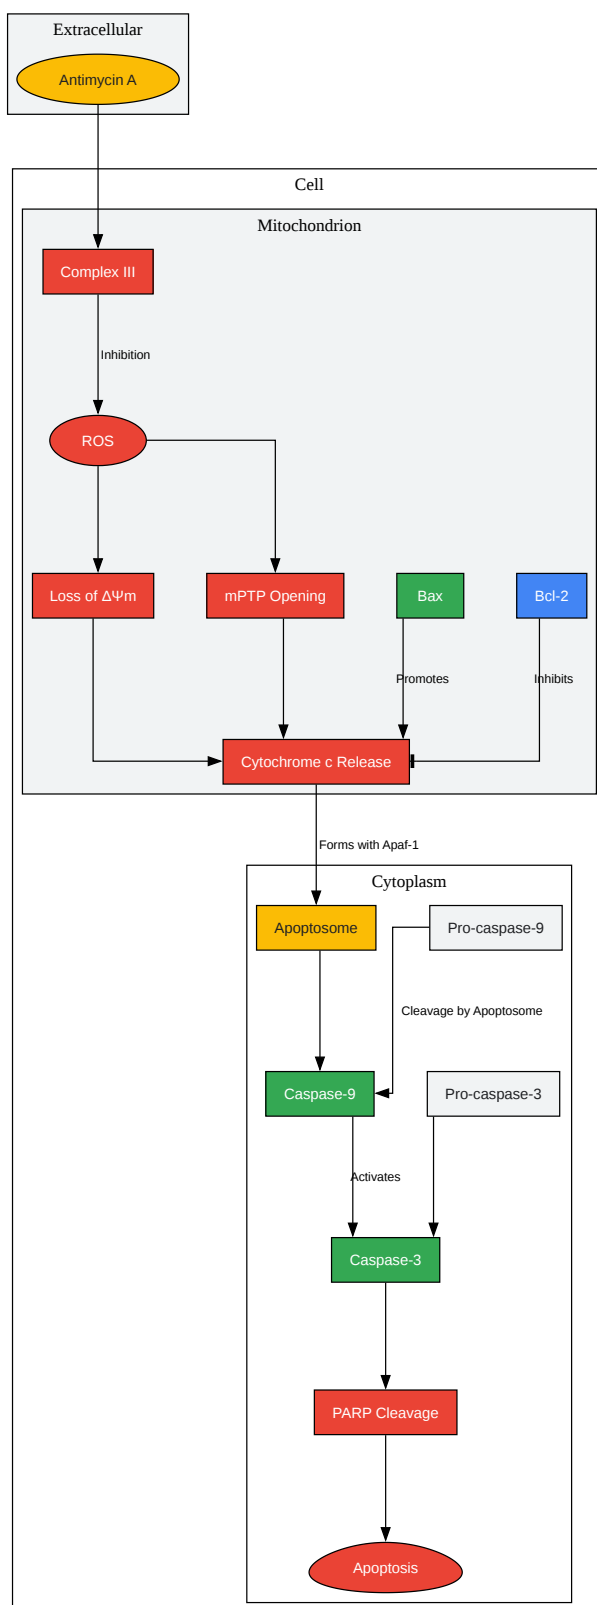 Extracellular
Antimycin A
Cell
Mitochondrion
Complex III
Inhibition
ROS
Loss of ΔΨm
mPTP Opening
Bax
Bcl-2
Promotes
Inhibits
Cytochrome c Release
Forms with Apaf-1
Cytoplasm
Apoptosome
Pro-caspase-9
Cleavage by Apoptosome
Caspase-9
Pro-caspase-3
Activates
Caspase-3
PARP Cleavage
Apoptosis